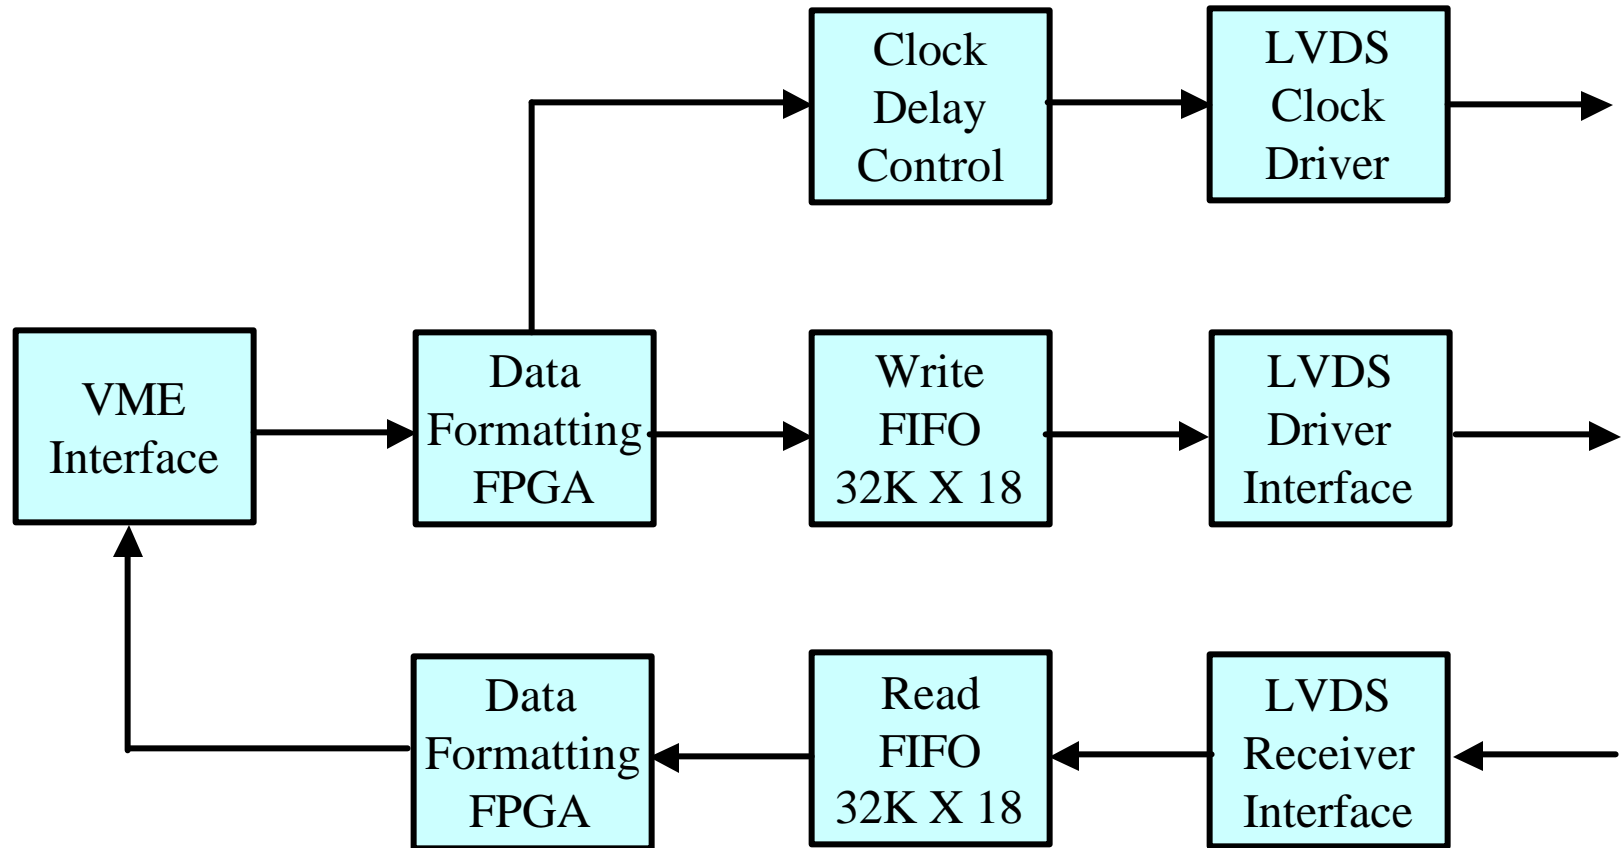 Clock
Delay
Control
LVDS
Clock
Driver
VME
Interface
Data
Formatting
FPGA
Write
FIFO
32K X 18
LVDS
Driver
Interface
Data
Formatting
FPGA
Read
FIFO
32K X 18
LVDS
Receiver
Interface